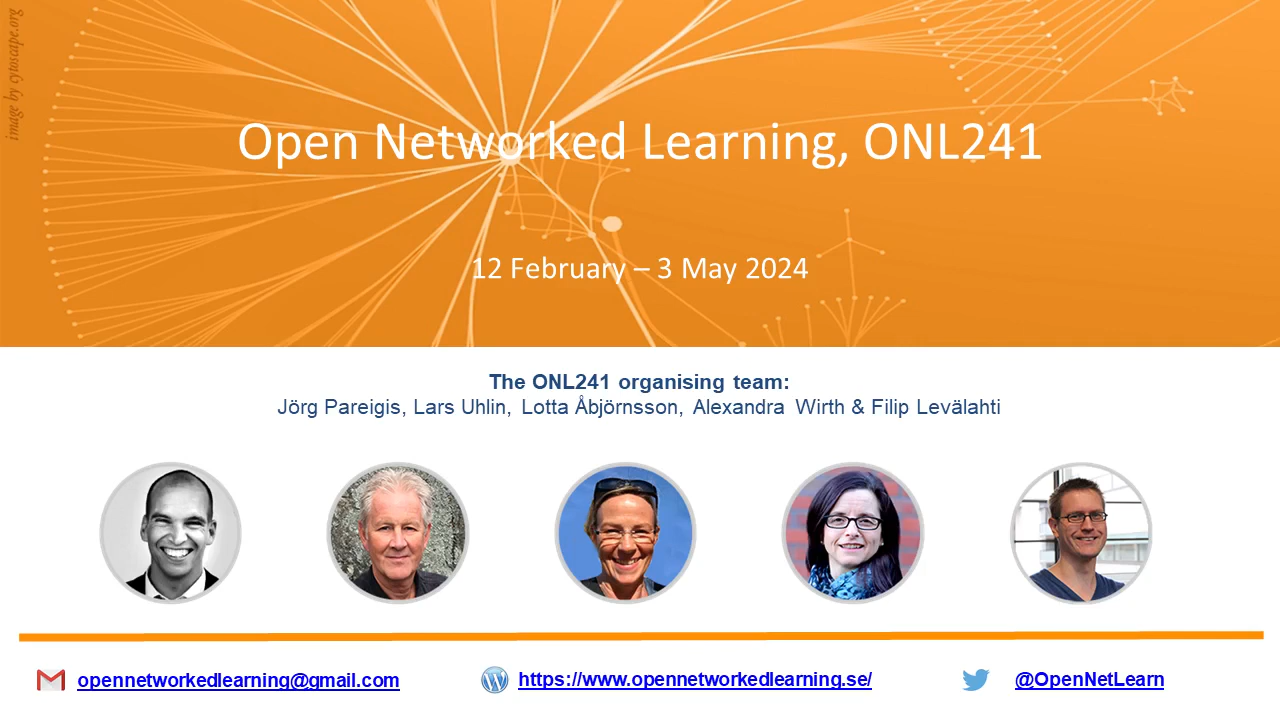 image by cytoscape.org
Open Networked Learning, ONL241
12 February – 3 May 2024
The ONL241 organising team:
Jörg Pareigis, Lars Uhlin, Lotta Åbjörnsson, Alexandra Wirth & Filip Levälahti
opennetworkedlearning@gmail.com
https://www.opennetworkedlearning.se/
@OpenNetLearn